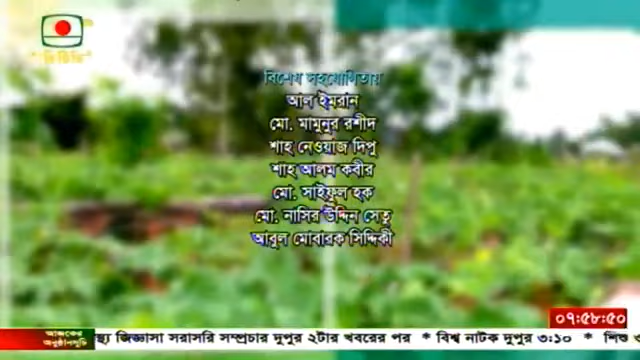 বিটিভি
বিশেষ সহযোগিতায়
আল ইমরান
মো. মামুনুর রশীদ
শাহ নেওয়াজ দিপু
শাহ আলম কবীর
মো. সাইফুল হক
মো. নাসির উদ্দিন সেতু
আবুল মোবারক সিদ্দিকী
০৭:৫৮:৫০
আজকের
অনুষ্ঠানসূচি
স্থ্য জিজ্ঞাসা সরাসরি সম্প্রচার দুপুর ২টার খবরের পর * বিশ্ব নাটক দুপুর ৩:১০ * শিশু